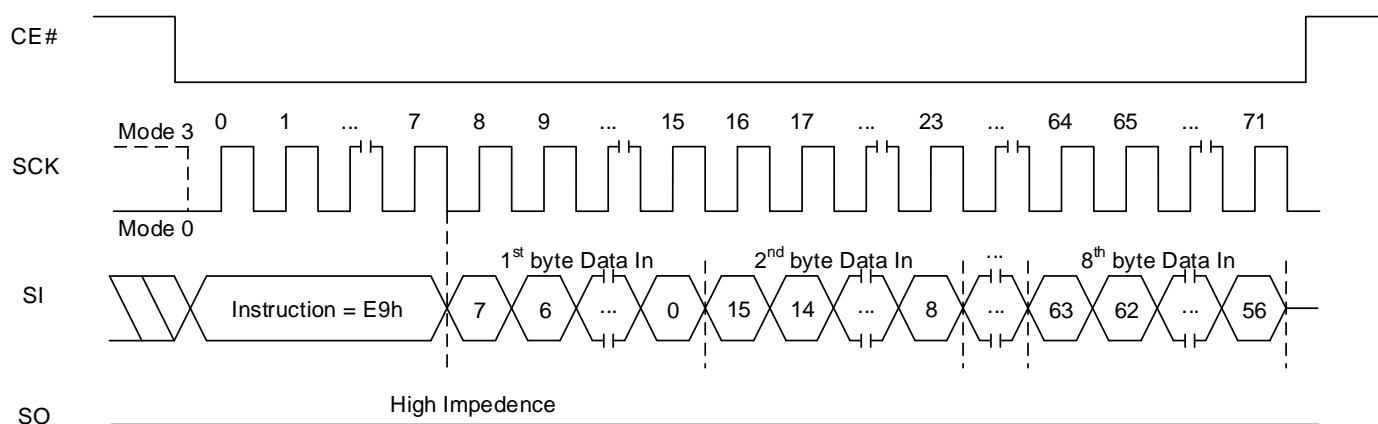 CE#
0 1 ... 7 8 9 ... 15 16 17 ... 23 ... 64 65 ... 71
Mode 3
SCK
Mode 0
1st byte Data In 2nd byte Data In ... 8th byte Data In
SI Instruction = E9h 7 6 ... 0 15 14 ... 8 ... 63 62 ... 56
High Impedence
SO